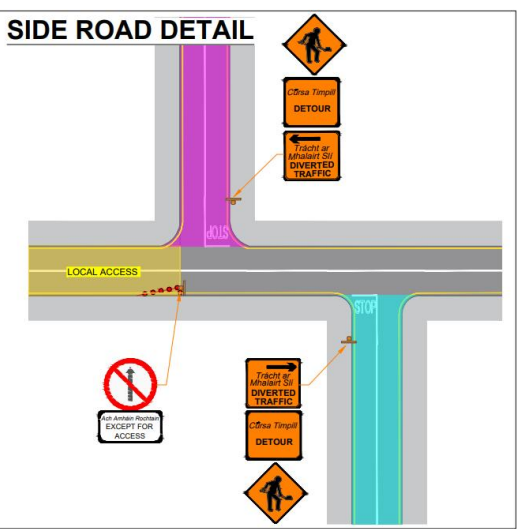 SIDE ROAD DETAIL
Cúrsa Timpill
DETOUR
Trácht ar
Mhalairt Slí
DIVERTED
TRAFFIC
STOP
LOCAL ACCESS
STOP
Ach Amháin Rochtain
EXCEPT FOR
ACCESS
Trácht ar
Mhalairt Slí
DIVERTED
TRAFFIC
Cúrsa Timpill
DETOUR